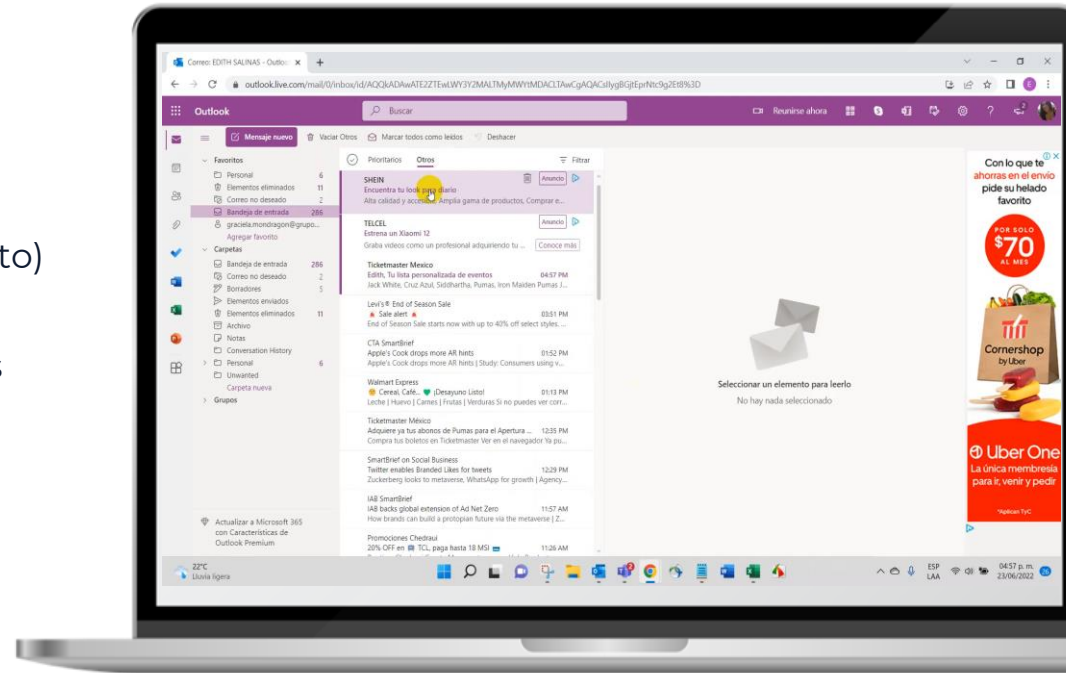 to)
s
Correo: EDITH SALINAS - Outloo
outlook.live.com/mail/0/inbox/id/
Outlook
Buscar
Reunirse ahora
Mensaje nuevo
Vaciar Otros
Marcar todos como leídos
Deshacer
Favoritos
Personal 6
Elementos eliminados 11
Correo no deseado 2
Bandeja de entrada 286
graciela.mondragon@grupo...
Agregar favorito
Carpetas
Bandeja de entrada 286
Correo no deseado 2
Borradores 5
Elementos enviados
Elementos eliminados 11
Archivo
Notas
Conversation History
Personal 6
Unwanted
Carpeta nueva
Grupos
Actualizar a Microsoft 365
con Características de
Outlook Premium
Prioritarios Otros Filtrar
SHEIN Anuncio
Encuentra tu look para diario
Alta calidad y Amplia gama de productos, Comprar e...
TELCEL Anuncio
Estrena un Xiaomi 12
Graba videos como un profesional adquiriendo tu ... Conoce más
Ticketmaster Mexico
Edith, Tu lista personalizada de eventos 04:57 PM
Jack White, Cruz Azul, Siddhartha, Pumas, Iron Maiden Pumas J...
Levi's® End of Season Sale
Sale alert 03:51 PM
End of Season Sale starts now with up to 40% off select styles. ...
CTA SmartBrief
Apple's Cook drops more AR hints 01:52 PM
Apple's Cook drops more AR hints | Study: Consumers using v...
Walmart Express
Cereal, Café... ¡Desayuno Listo! 01:13 PM
Leche | Huevo | Carnes | Frutas | Verduras Si no puedes ver corr...
Ticketmaster México
Adquiere ya tus abonos de Pumas para el Apertura ... 12:35 PM
Compra tus boletos en Ticketmaster Ver en el navegador Ya pu...
SmartBrief on Social Business
Twitter enables Branded Likes for tweets 12:29 PM
Zuckerberg looks to metaverse, WhatsApp for growth | Agency...
IAB SmartBrief
IAB backs global extension of Ad Net Zero 11:57 AM
How brands can build a protopian future via the metaverse | Z...
Promociones Chedraui
20% OFF en TCL, paga hasta 18 MSI 11:26 AM
Seleccionar un elemento para leerlo
No hay nada seleccionado
Con lo que te
ahorras en el envío
pide su helado
favorito
POR SOLO
$70
AL MES
Cornershop
by Uber
Uber One
La única membresía
para ir, venir y pedir
*Aplican TyC
22°C
Lluvia ligera
ESP
LAA
04:57 p. m.
23/06/2022
26